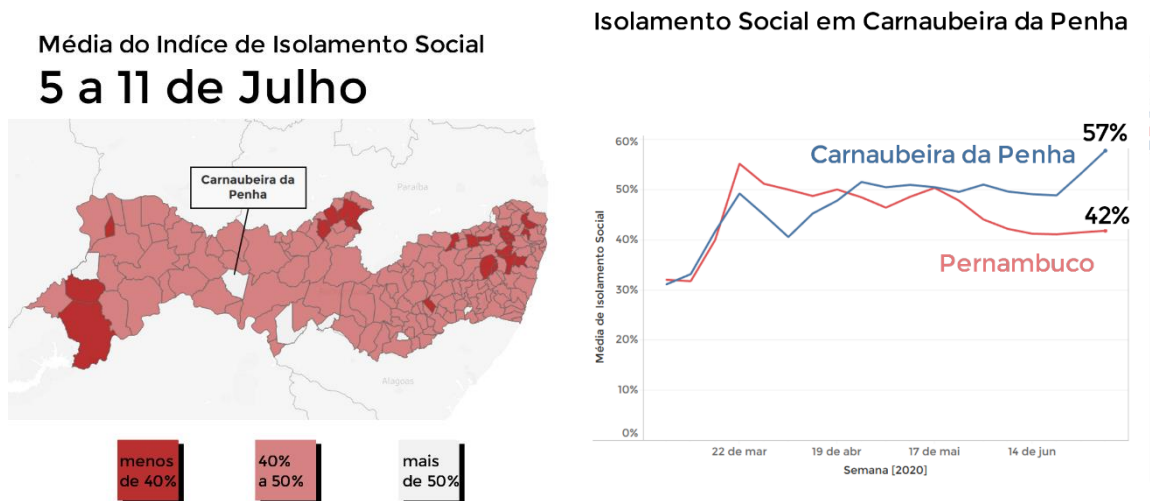 Média do Indíce de Isolamento Social
5 a 11 de Julho
Carnaubeira da
Penha
Paraíba
Alagoas
menos
de 40%
40%
a 50%
mais
de 50%
Isolamento Social em Carnaubeira da Penha
Média de Isolamento Social
60%
50%
40%
30%
20%
10%
0%
57%
Carnaubeira da Penha
42%
Pernambuco
22 de mar
19 de abr
17 de mai
14 de jun
Semana [2020]